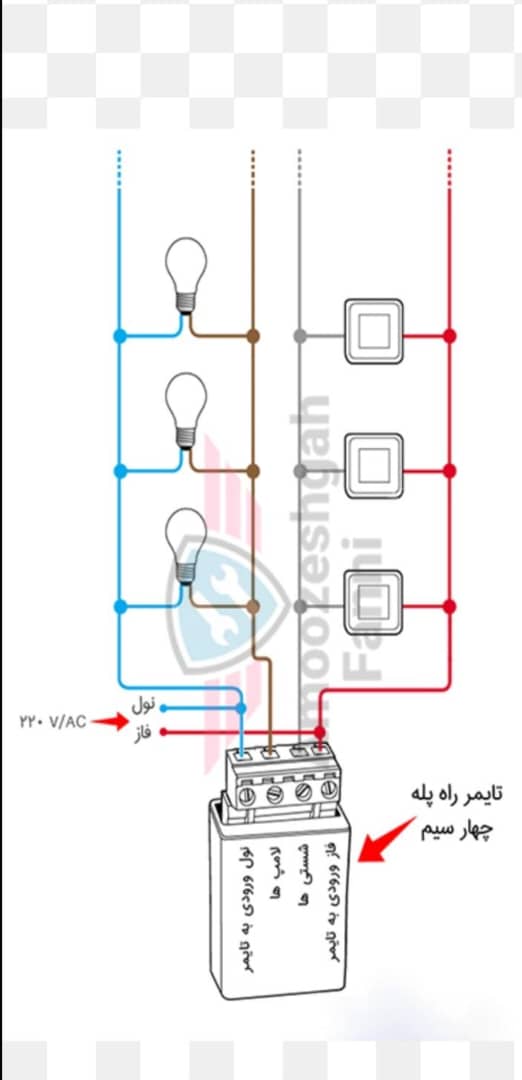 moozeshgah
Fanni
نول
۲۲۰ V/AC
فاز
تایمر راه پله
چهار سیم
نول ورودی به تایمر
لامپ ها
شستی ها
فاز ورودی به تایمر